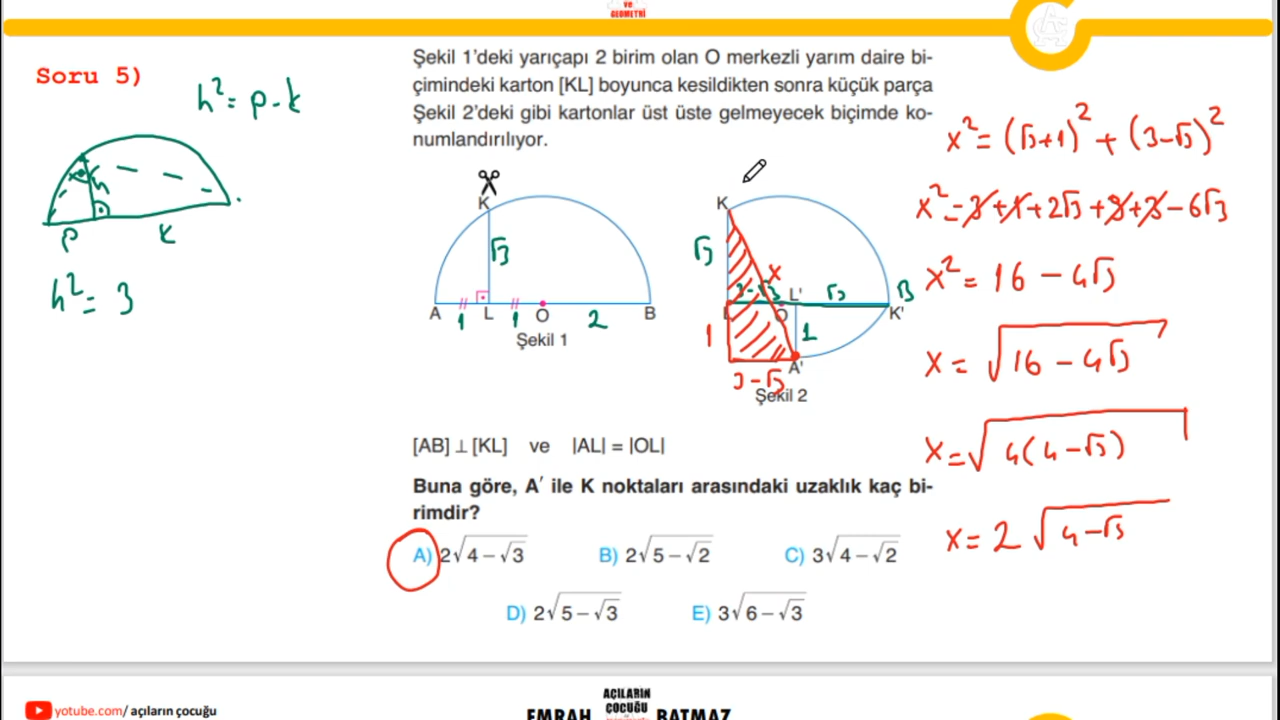 ve
GEOMETRİ
Soru 5)
h² = p · k
h
p
k
h² = 3
Şekil 1'deki yarıçapı 2 birim olan O merkezli yarım daire bi-
çimindeki karton [KL] boyunca kesildikten sonra küçük parça
Şekil 2'deki gibi kartonlar üst üste gelmeyecek biçimde ko-
numlandırılıyor.
K
√3
A
L
O
B
1
1
2
Şekil 1
K
√3
x
3-√3
L'
√3
B
O
K'
1
1
A'
3-√3
Şekil 2
[AB] ⊥ [KL] ve |AL| = |OL|
Buna göre, A′ ile K noktaları arasındaki uzaklık kaç bi-
rimdir?
A) 2√(4 – √3) B) 2√(5 – √2) C) 3√(4 – √2)
D) 2√(5 – √3) E) 3√(6 – √3)
x² = (√3+1)² + (3-√3)²
x² = 3+1+2√3+9+3-6√3
x² = 16 - 4√3
x = √(16 - 4√3)
x = √(4(4-√3))
x = 2√(4-√3)
yotube.com/ açıların çocuğu
EMRAH
AÇILARIN
ÇOCUĞU
BATMAZ